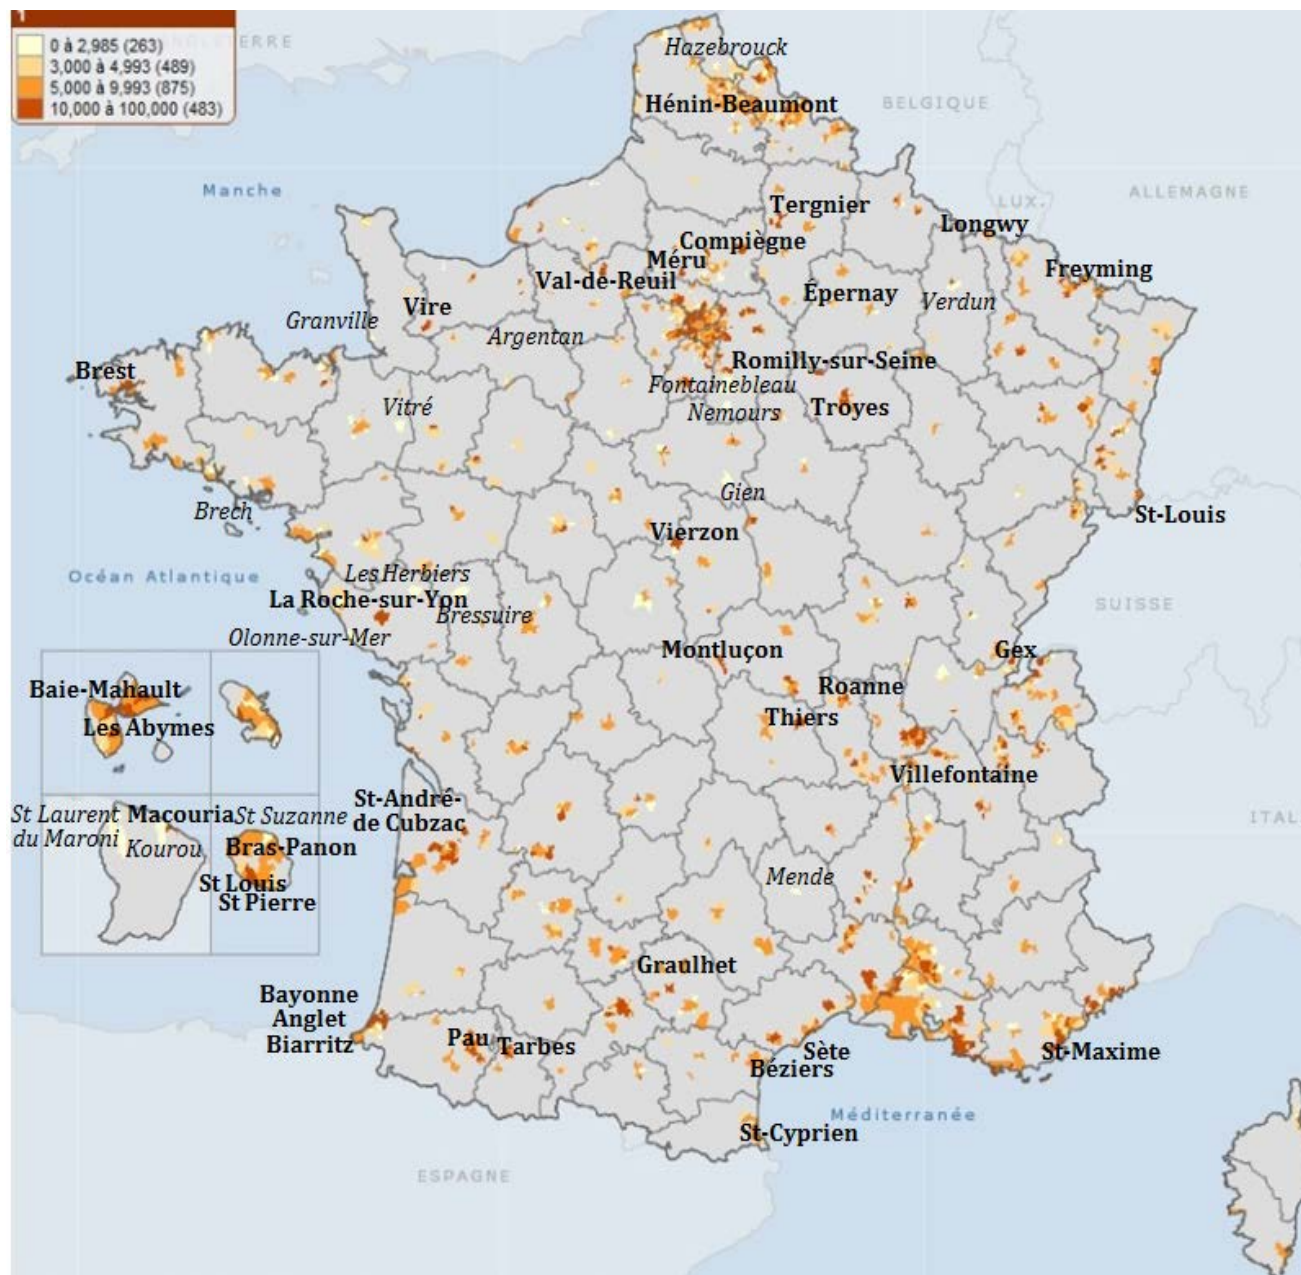 1
0 à 2,985 (263)
3,000 à 4,993 (489)
5,000 à 9,993 (875)
10,000 à 100,000 (483)
Hazebrouck
Hénin-Beaumont
BELGIQUE
Manche
ALLEMAGNE
LUX.
Tergnier
Longwy
Compiègne
Méru
Freyming
Val-de-Reuil
Épernay
Verdun
Vire
Granville
Argentan
Romilly-sur-Seine
Brest
Fontainebleau
Vitré
Nemours
Troyes
Gien
Brech
St-Louis
Vierzon
Océan Atlantique
Les Herbiers
La Roche-sur-Yon
SUISSE
Bressuire
Olonne-sur-Mer
Montluçon
Gex
Baie-Mahault
Roanne
Les Abymes
Thiers
Villefontaine
St-André-
de Cubzac
St Laurent
du Maroni
Macouria
St Suzanne
ITAL
Kourou
Bras-Panon
Mende
St Louis
St Pierre
Graulhet
Bayonne
Anglet
Biarritz
Pau
Tarbes
Sète
St-Maxime
Béziers
Méditerranée
St-Cyprien
ESPAGNE